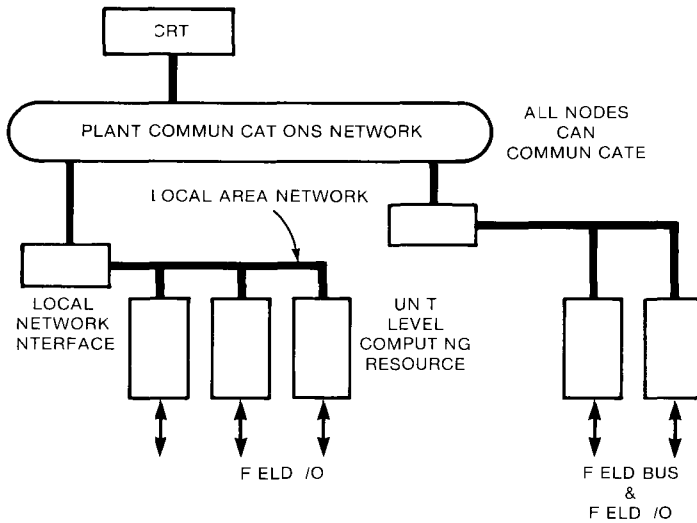 CRT
PLANT COMMUN CAT ONS NETWORK
ALL NODES
CAN
COMMUN CATE
LOCAL AREA NETWORK
LOCAL
NETWORK
NTERFACE
UN T
LEVEL
COMPUT NG
RESOURCE
F ELD /O
F ELD BUS
&
F ELD /O